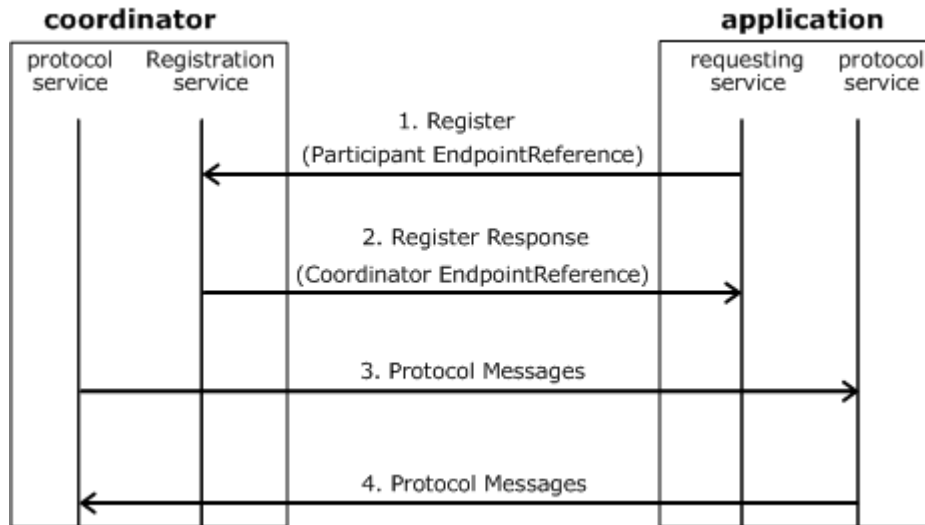 coordinator
application
protocol service
Registration service
requesting service
protocol service
1. Register
(Participant EndpointReference)
2. Register Response
(Coordinator EndpointReference)
3. Protocol Messages
4. Protocol Messages